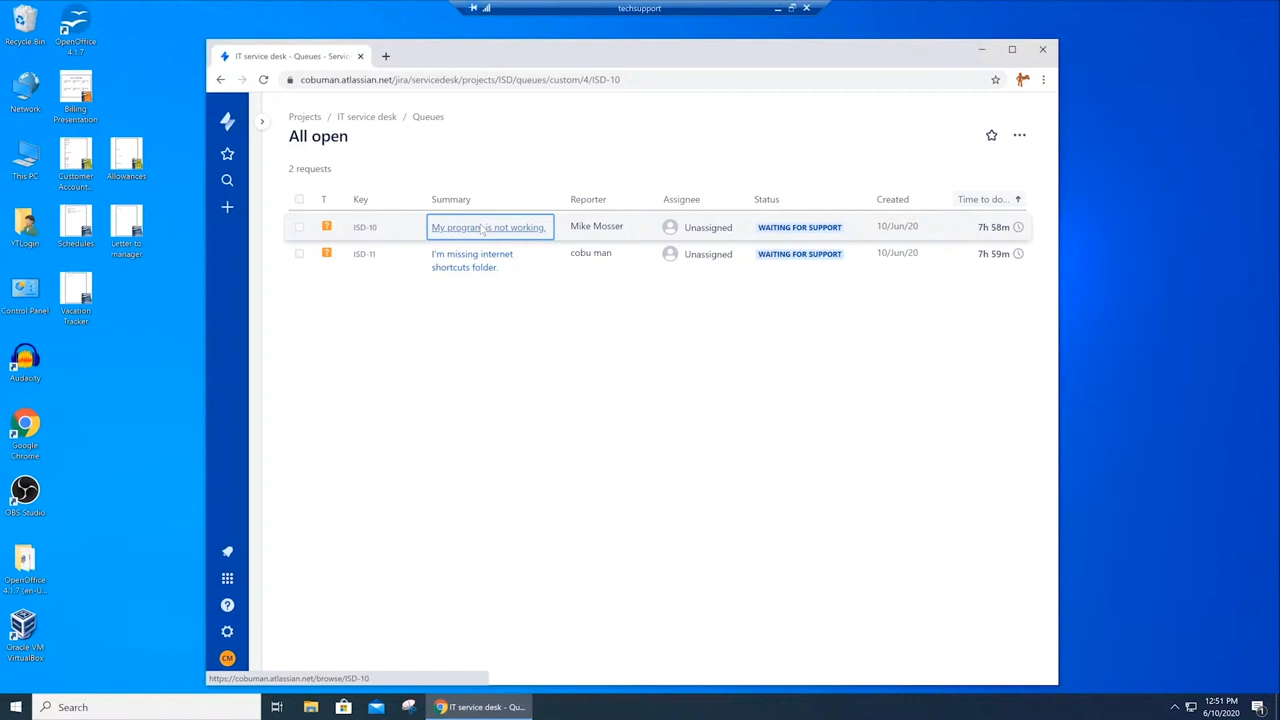 techsupport
Recycle Bin
OpenOffice
4.1.7
Network
Billing
Presentation
This PC
Customer
Account...
Allowances
YTLogin
Schedules
Letter to
manager
Control Panel
Vacation
Tracker
Audacity
Google
Chrome
OBS Studio
OpenOffice
4.1.7 (en-U...
Oracle VM
VirtualBox
IT service desk - Queues - Servic
cobuman.atlassian.net/jira/servicedesk/projects/ISD/queues/custom/4/ISD-10
Projects / IT service desk / Queues
All open
2 requests
T Key Summary Reporter Assignee Status Created Time to do...
ISD-10 My program is not working. Mike Mosser Unassigned WAITING FOR SUPPORT 10/Jun/20 7h 58m
ISD-11 I'm missing internet cobu man Unassigned WAITING FOR SUPPORT 10/Jun/20 7h 59m
shortcuts folder.
CM
https://cobuman.atlassian.net/browse/ISD-10
Search
IT service desk - Qu...
12:51 PM
6/10/2020
1